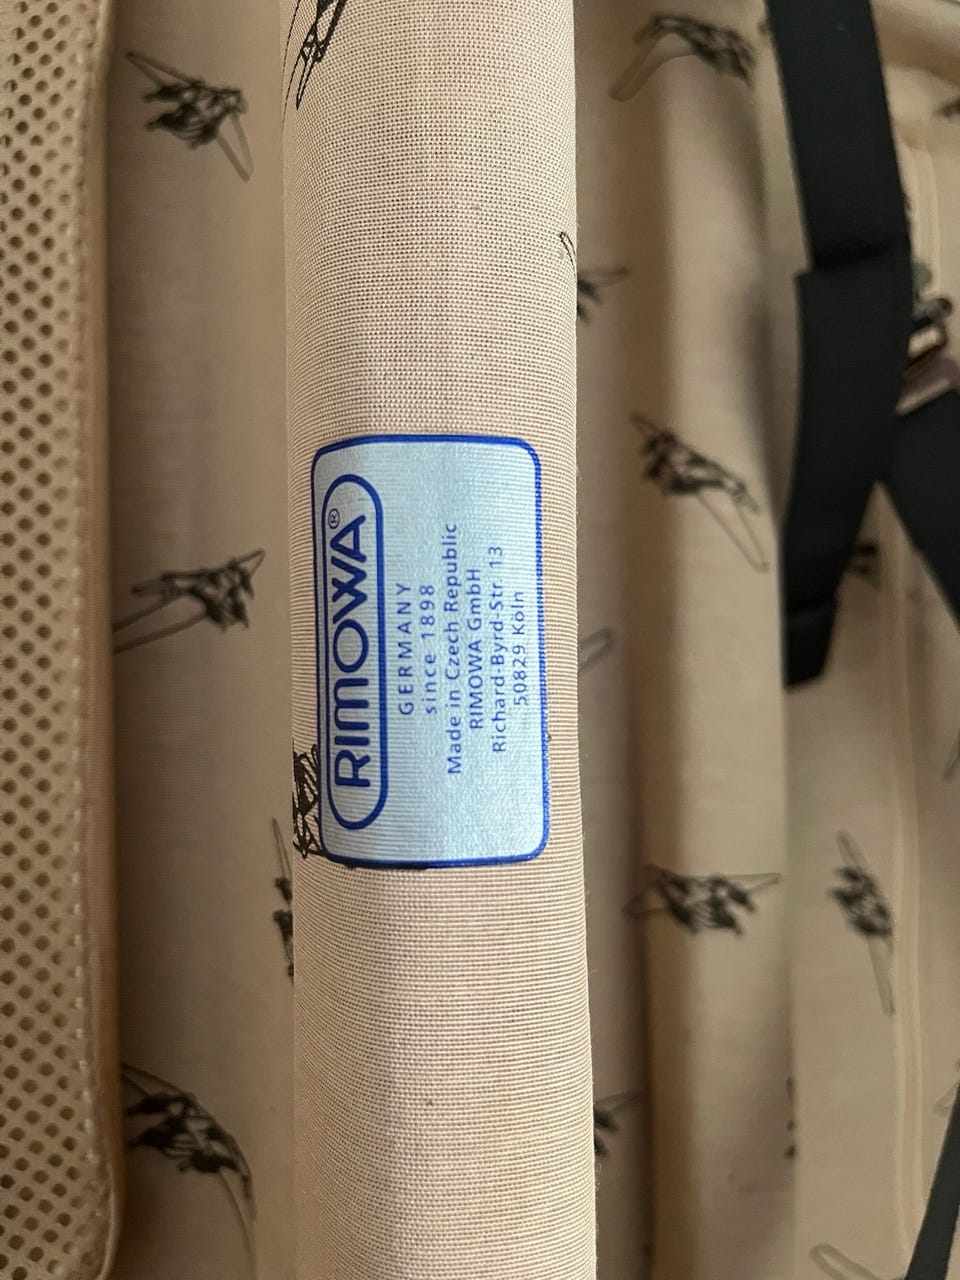 RIMOWA®
GERMANY
since 1898
Made in Czech Republic
RIMOWA GmbH
Richard-Byrd-Str. 13
50829 Köln